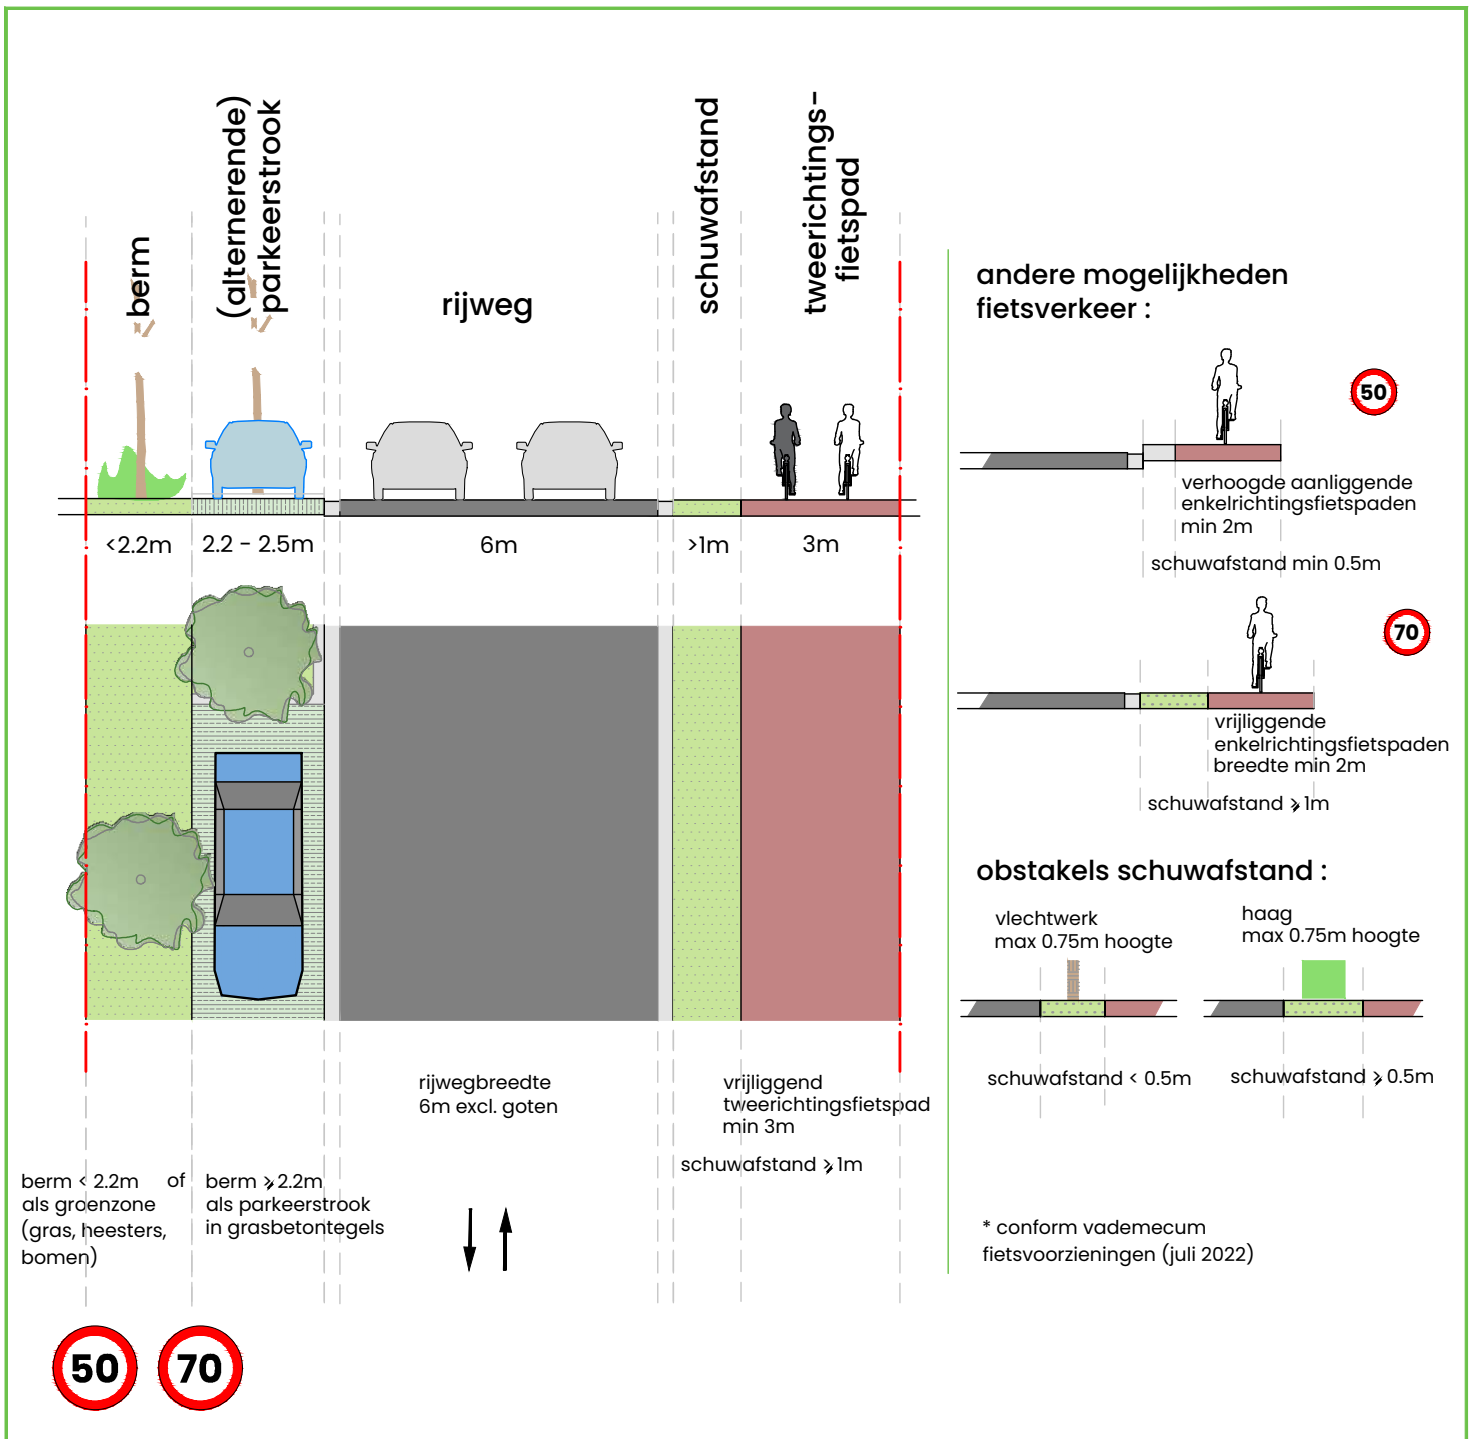 berm
(alternerende)
parkeerstrook
rijweg
schuwafstand
tweerichtings-
fietspad
<2.2m
2.2 - 2.5m
6m
>1m
3m
rijwegbreedte
6m excl. goten
vrijliggend
tweerichtingsfietspad
min 3m
schuwafstand ⩾1m
berm < 2.2m
als groenzone
(gras, heesters,
bomen)
of
berm ⩾2.2m
als parkeerstrook
in grasbetontegels
50
70
andere mogelijkheden
fietsverkeer :
50
verhoogde aanliggende
enkelrichtingsfietspaden
min 2m
schuwafstand min 0.5m
70
vrijliggende
enkelrichtingsfietspaden
breedte min 2m
schuwafstand ⩾1m
obstakels schuwafstand :
vlechtwerk
max 0.75m hoogte
haag
max 0.75m hoogte
schuwafstand < 0.5m
schuwafstand ⩾ 0.5m
* conform vademecum
fietsvoorzieningen (juli 2022)